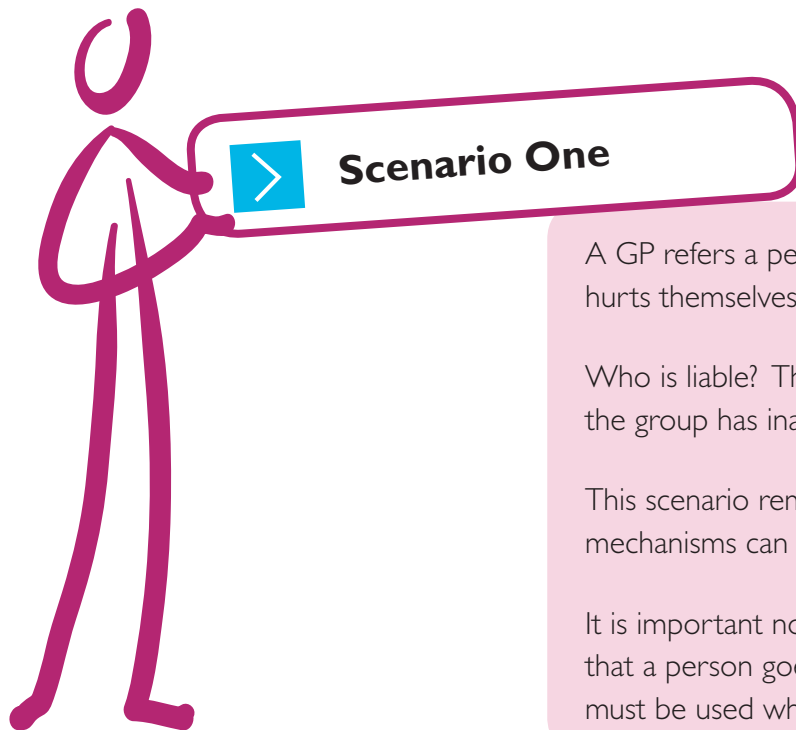 Scenario One
A GP refers a pe
hurts themselves
Who is liable? Th
the group has ina
This scenario ren
mechanisms can
It is important no
that a person goe
must be used wh